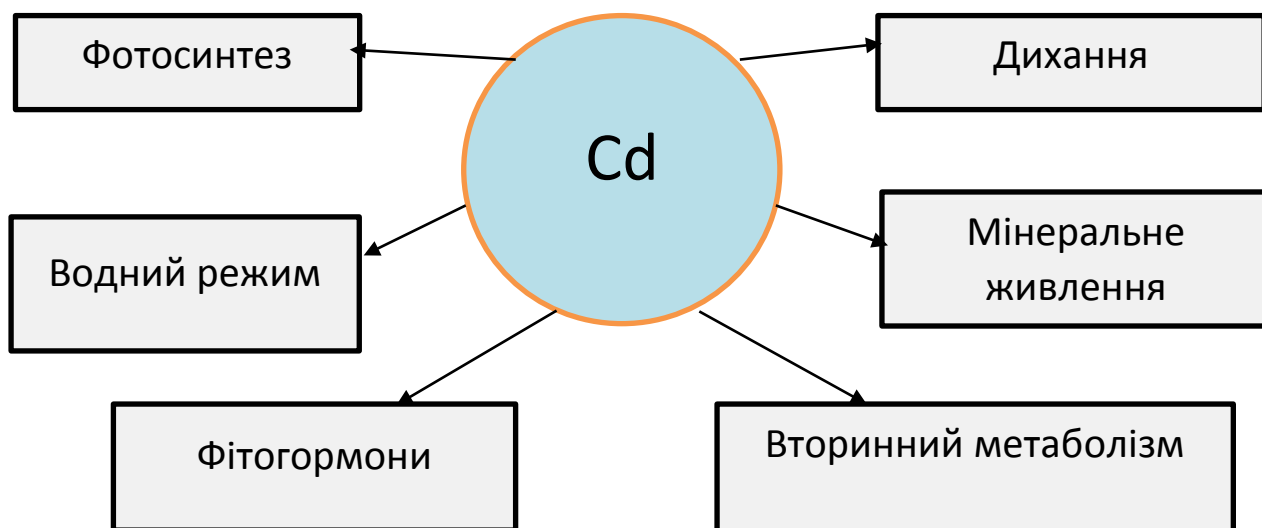 Фотосинтез
Cd
Дихання
Водний режим
Мінеральне
живлення
Фітогормони
Вторинний метаболізм